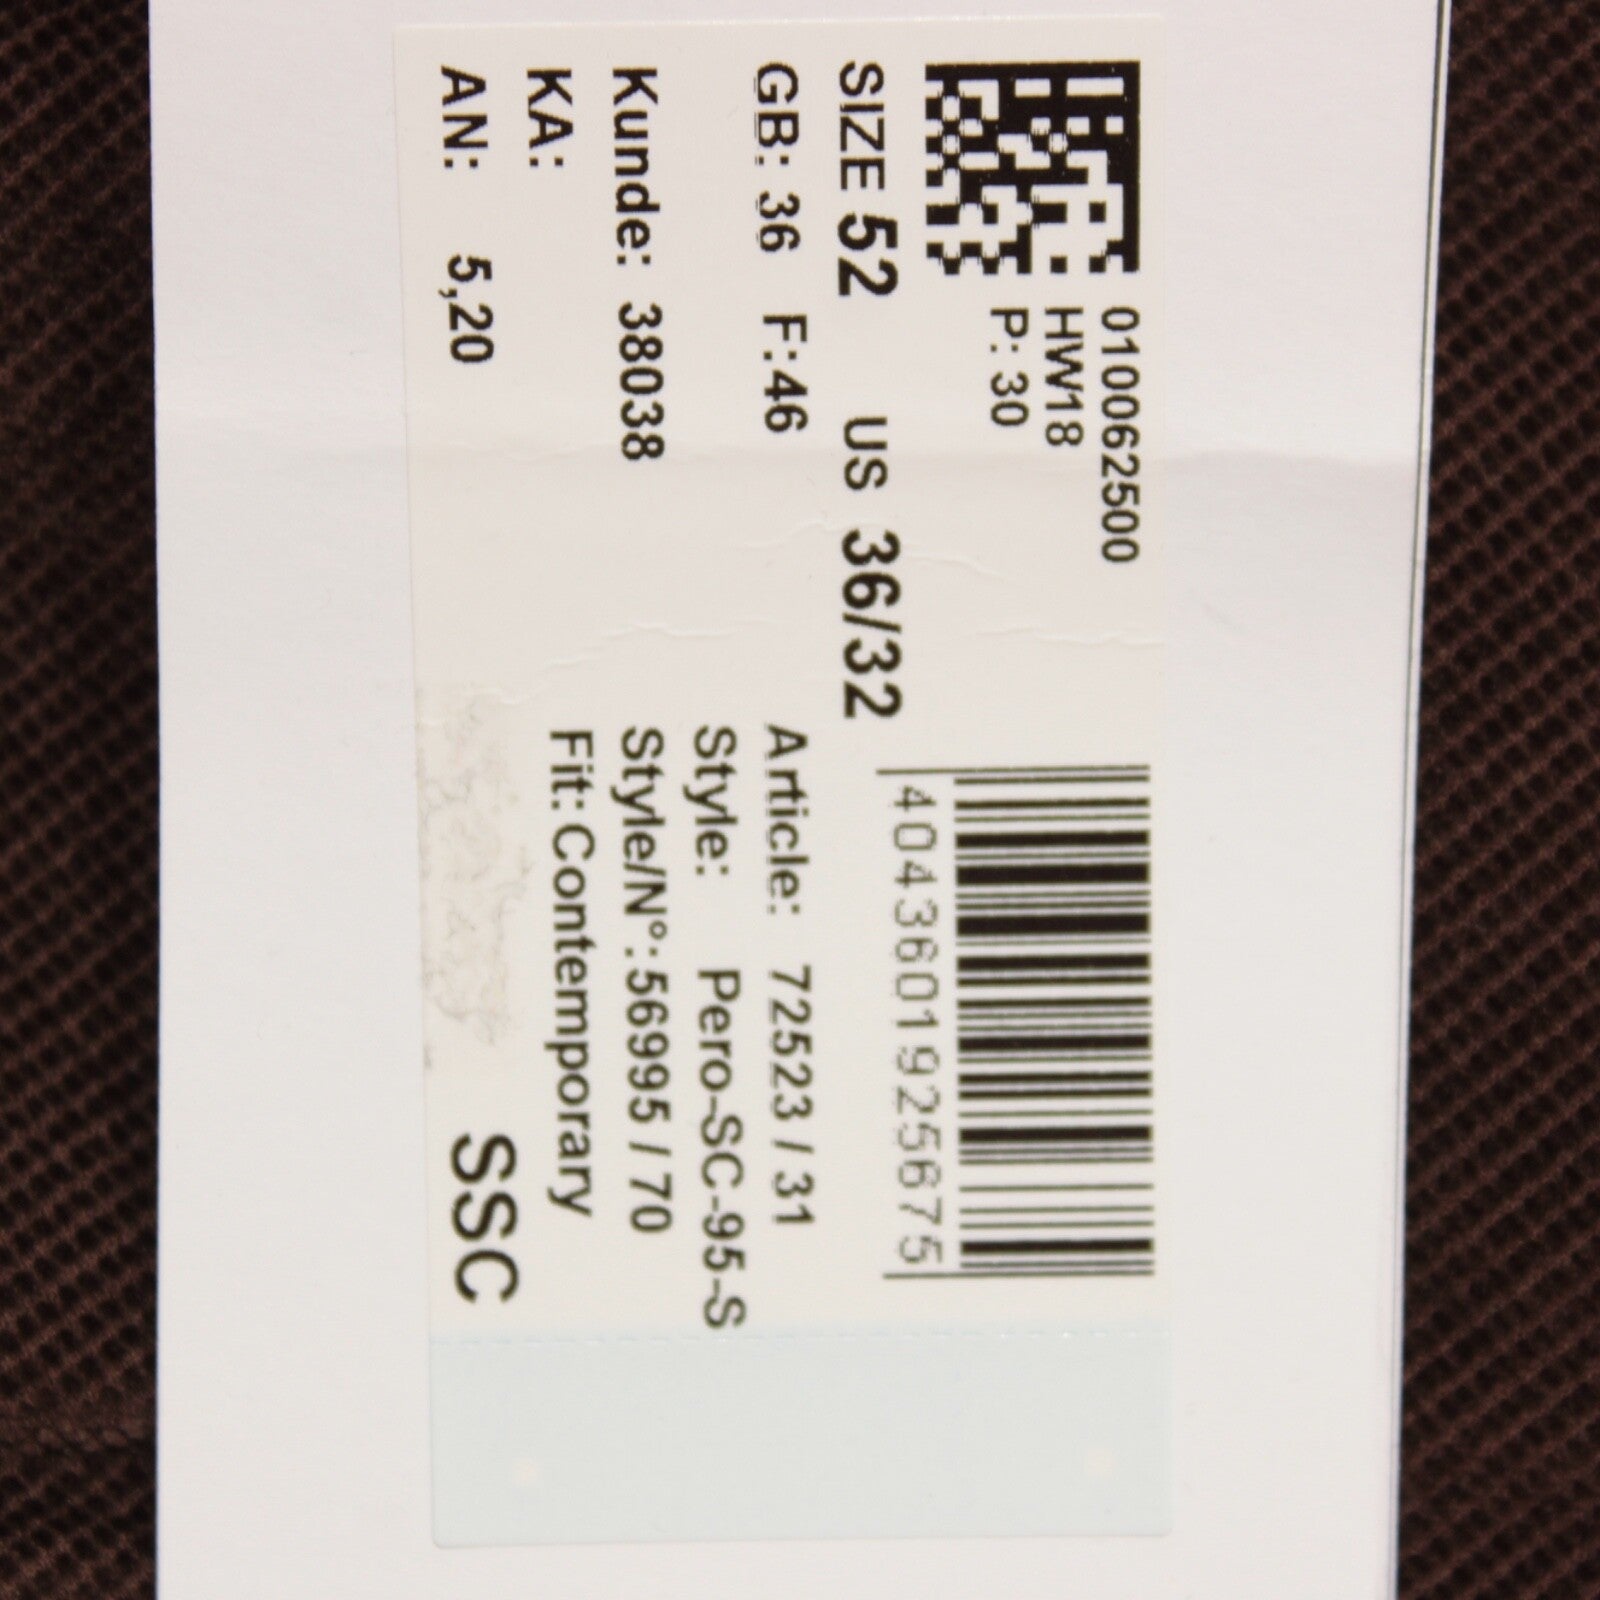 010062500
HW18
P: 30
SIZE 52 US 36/32
GB: 36 F:46
Kunde: 38038
KA:
AN: 5,20
4043601925675
Article: 72523 / 31
Style: Pero-SC-95-S
Style/N°: 56995 / 70
Fit: Contemporary
SSC